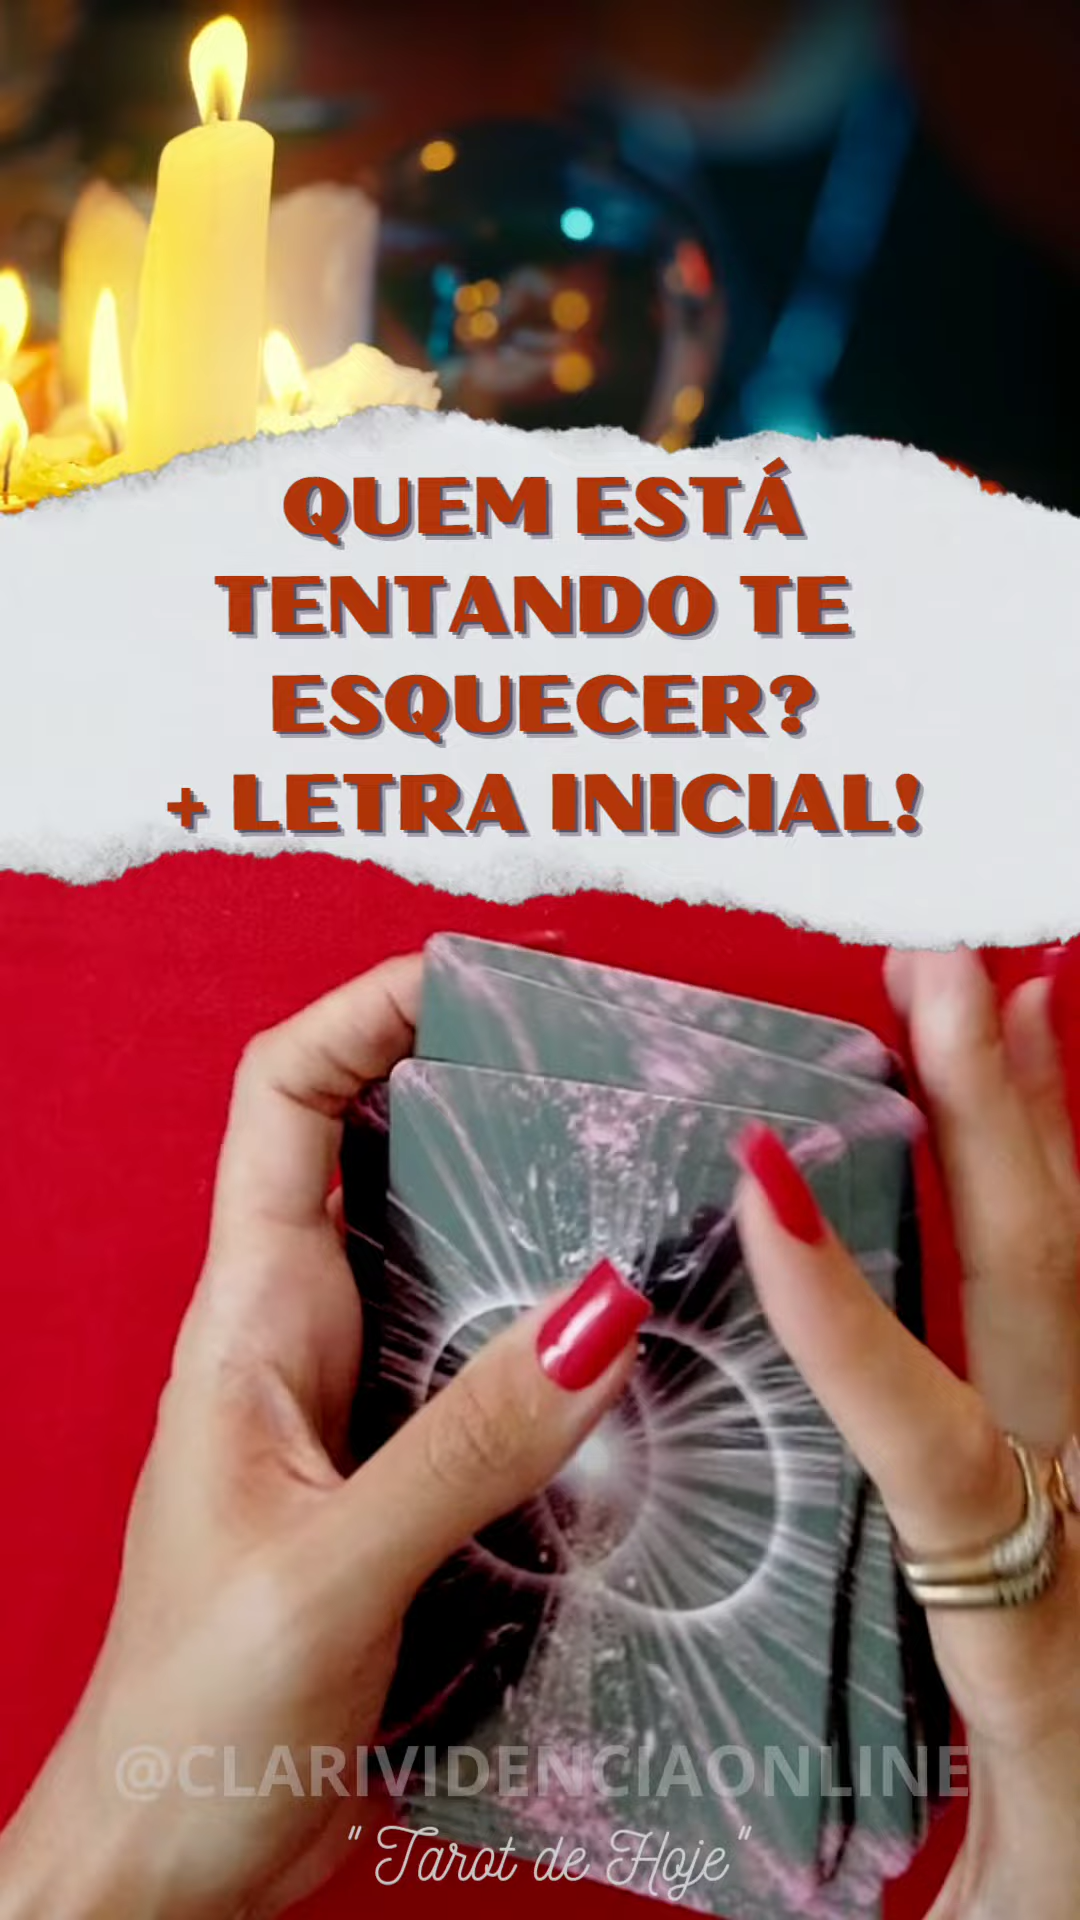 QUEM ESTÁ
TENTANDO TE
ESQUECER?
+ LETRA INICIAL!
@CLARIVIDENCIAONLINE
"Tarot de Hoje"